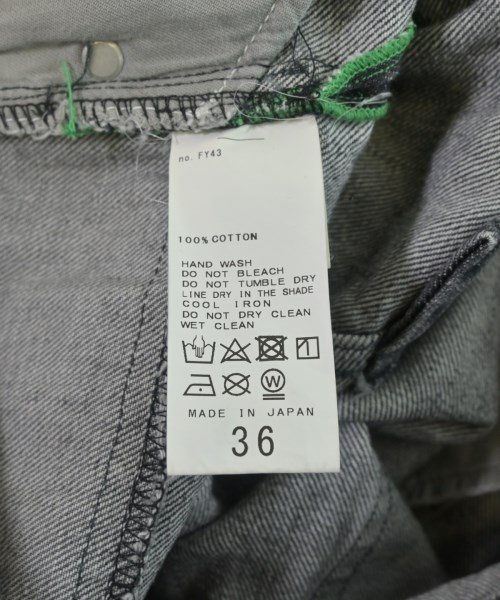 no. FY43
100% COTTON
HAND WASH
DO NOT BLEACH
DO NOT TUMBLE DRY
LINE DRY IN THE SHADE
COOL IRON
DO NOT DRY CLEAN
WET CLEAN
W
MADE IN JAPAN
36